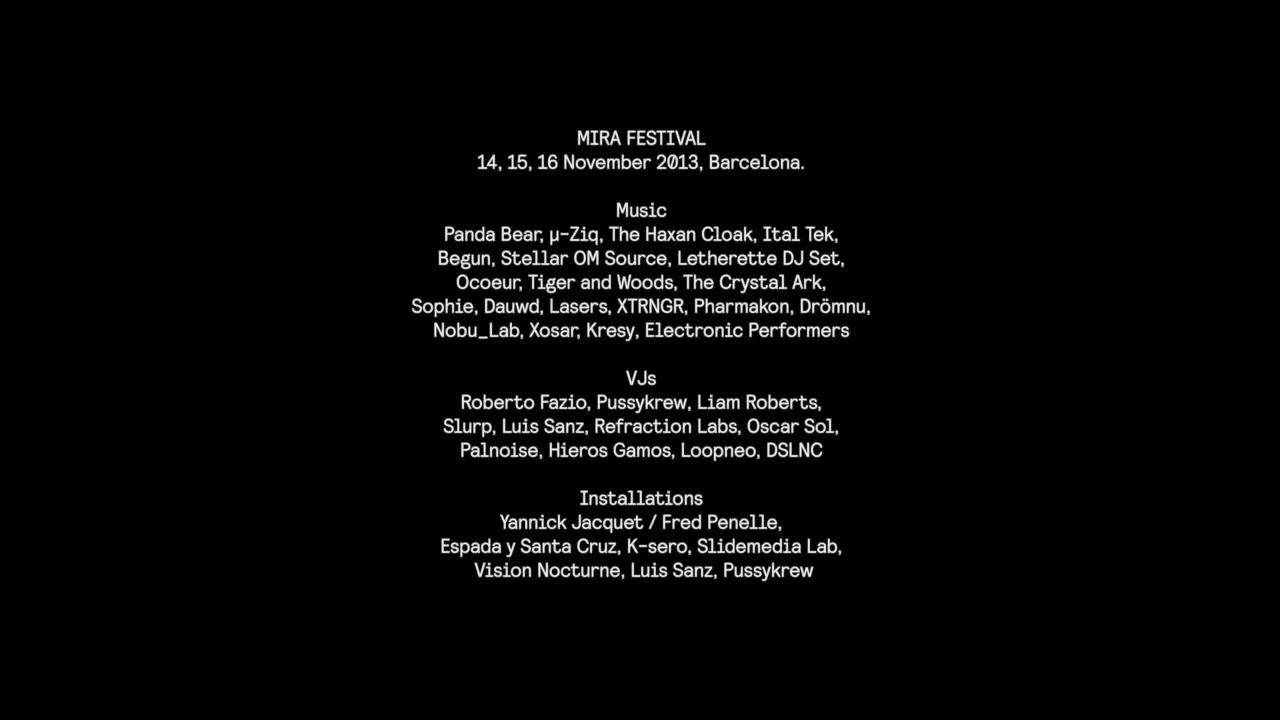 MIRA FESTIVAL
14, 15, 16 November 2013, Barcelona.
Music
Panda Bear, μ-Ziq, The Haxan Cloak, Ital Tek,
Begun, Stellar OM Source, Letherette DJ Set,
Ocoeur, Tiger and Woods, The Crystal Ark,
Sophie, Dauwd, Lasers, XTRNGR, Pharmakon, Drömnu,
Nobu_Lab, Xosar, Kresy, Electronic Performers
VJs
Roberto Fazio, Pussykrew, Liam Roberts,
Slurp, Luis Sanz, Refraction Labs, Oscar Sol,
Palnoise, Hieros Gamos, Loopneo, DSLNC
Installations
Yannick Jacquet / Fred Penelle,
Espada y Santa Cruz, K-sero, Slidemedia Lab,
Vision Nocturne, Luis Sanz, Pussykrew